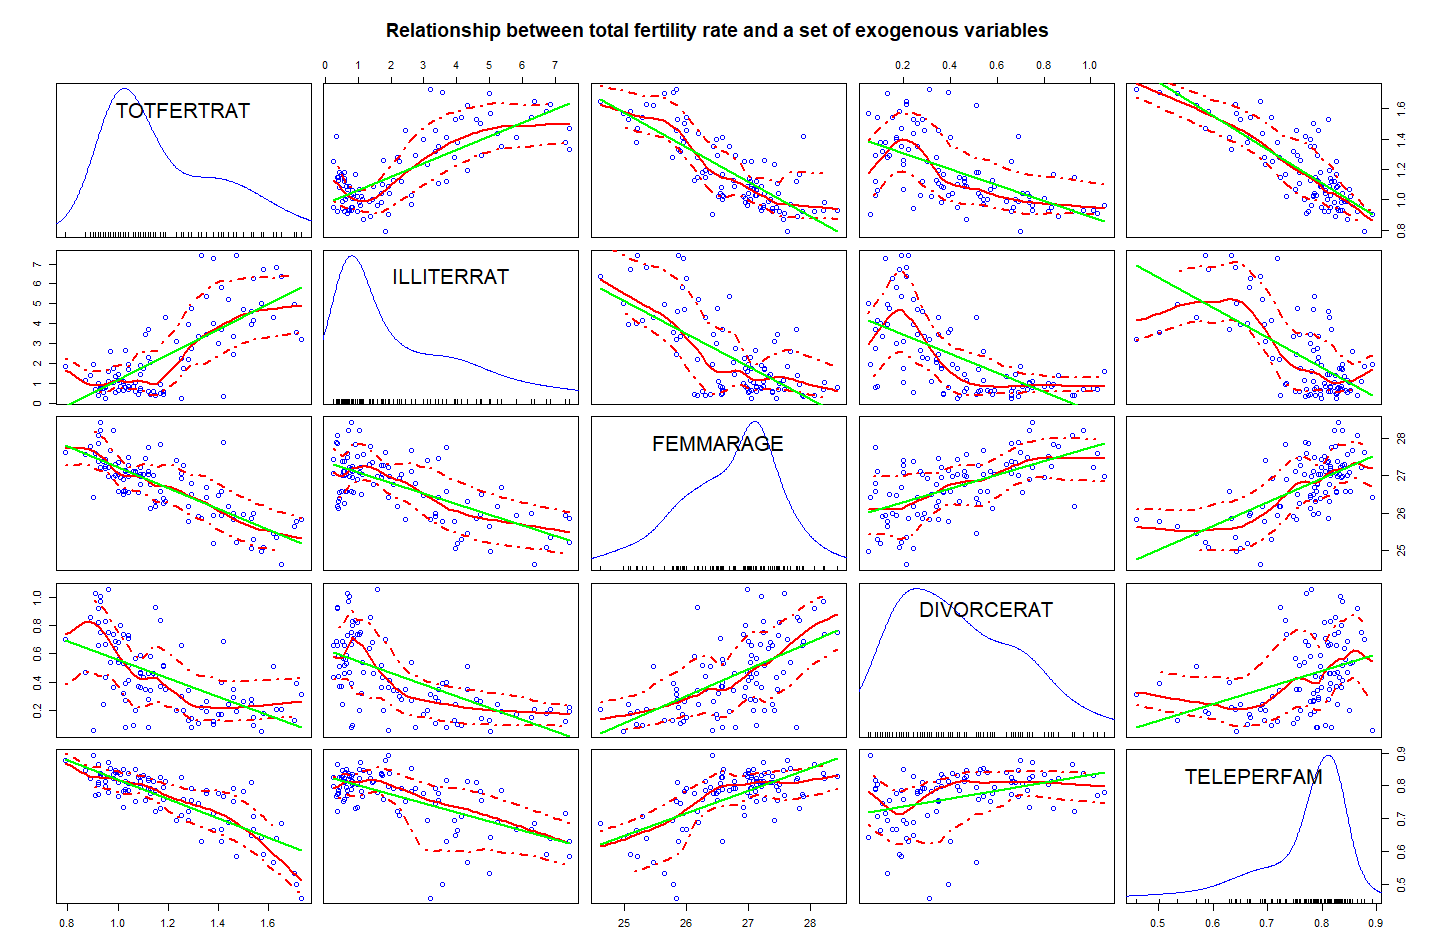 Relationship between total fertility rate and a set of exogenous variables
0 1 2 3 4 5 6 7
0.2 0.4 0.6 0.8 1.0
TOTFERTRAT
0.8 1.0 1.2 1.4 1.6
0 1 2 3 4 5 6 7
ILLITERRAT
FEMMARAGE
25 26 27 28
0.2 0.4 0.6 0.8 1.0
DIVORCERAT
TELEPERFAM
0.5 0.6 0.7 0.8 0.9
0.8 1.0 1.2 1.4 1.6
25 26 27 28
0.5 0.6 0.7 0.8 0.9